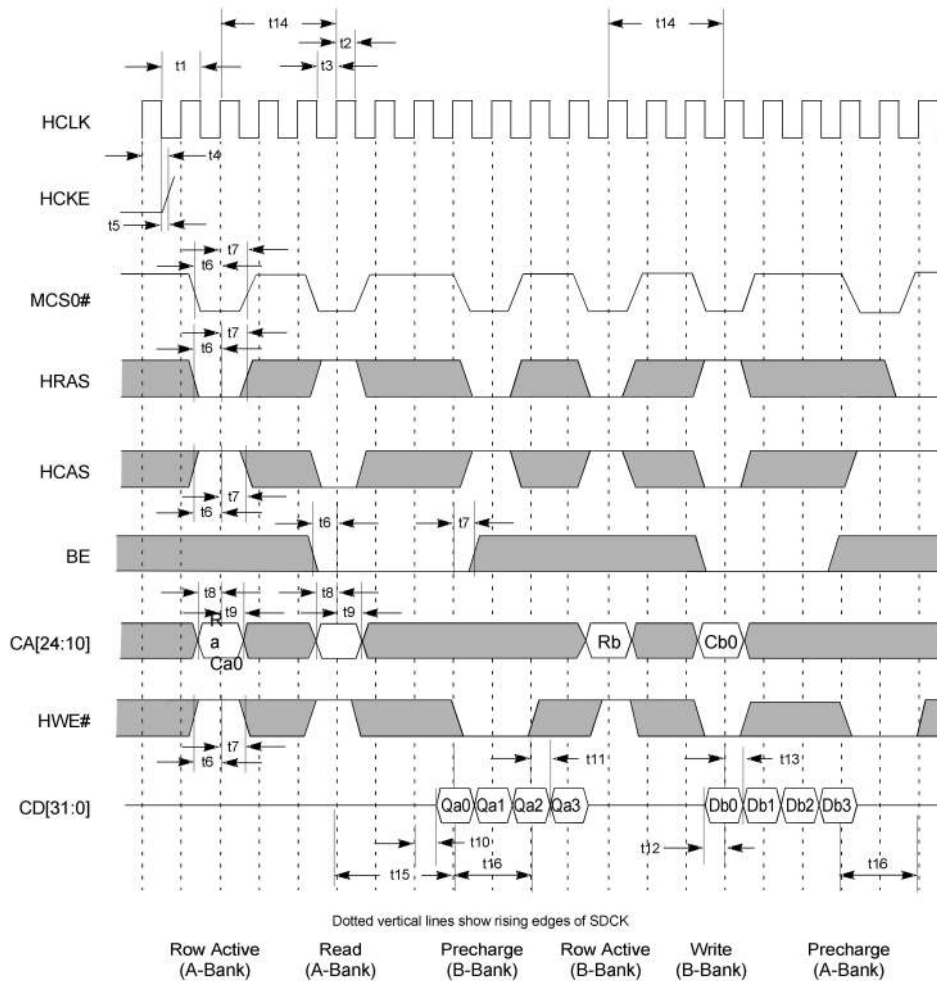 t14
t14
t2
t1
t3
HCLK
t4
HCKE
t5
t7
t6
MCS0#
t7
t6
HRAS
HCAS
t7
t6
t6
t7
BE
t8
t8
t9
t9
R
a
Ca0
CA[24:10]
Rb
Cb0
HWE#
t7
t6
t11
t13
CD[31:0]
Qa0
Qa1
Qa2
Qa3
Db0
Db1
Db2
Db3
t10
t12
t15
t16
t16
Dotted vertical lines show rising edges of SDCK
Row Active
(A-Bank)
Read
(A-Bank)
Precharge
(B-Bank)
Row Active
(B-Bank)
Write
(B-Bank)
Precharge
(A-Bank)